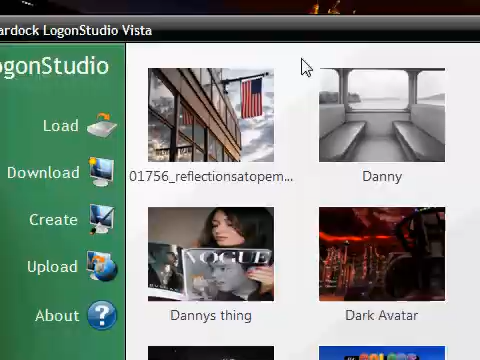 ardock LogonStudio Vista
ogonStudio
Load
Download
Create
Upload
About
01756_reflectionsatopem...
Danny
VOGUE
Dannys thing
Dark Avatar